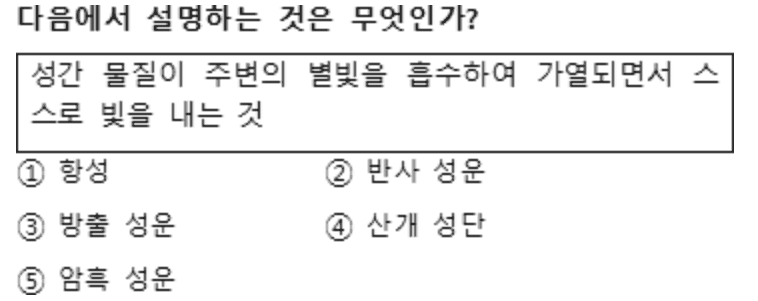 다음에서 설명하는 것은 무엇인가?
성간 물질이 주변의 별빛을 흡수하여 가열되면서 스
스로 빛을 내는 것
① 항성 ② 반사 성운
③ 방출 성운 ④ 산개 성단
⑤ 암흑 성운